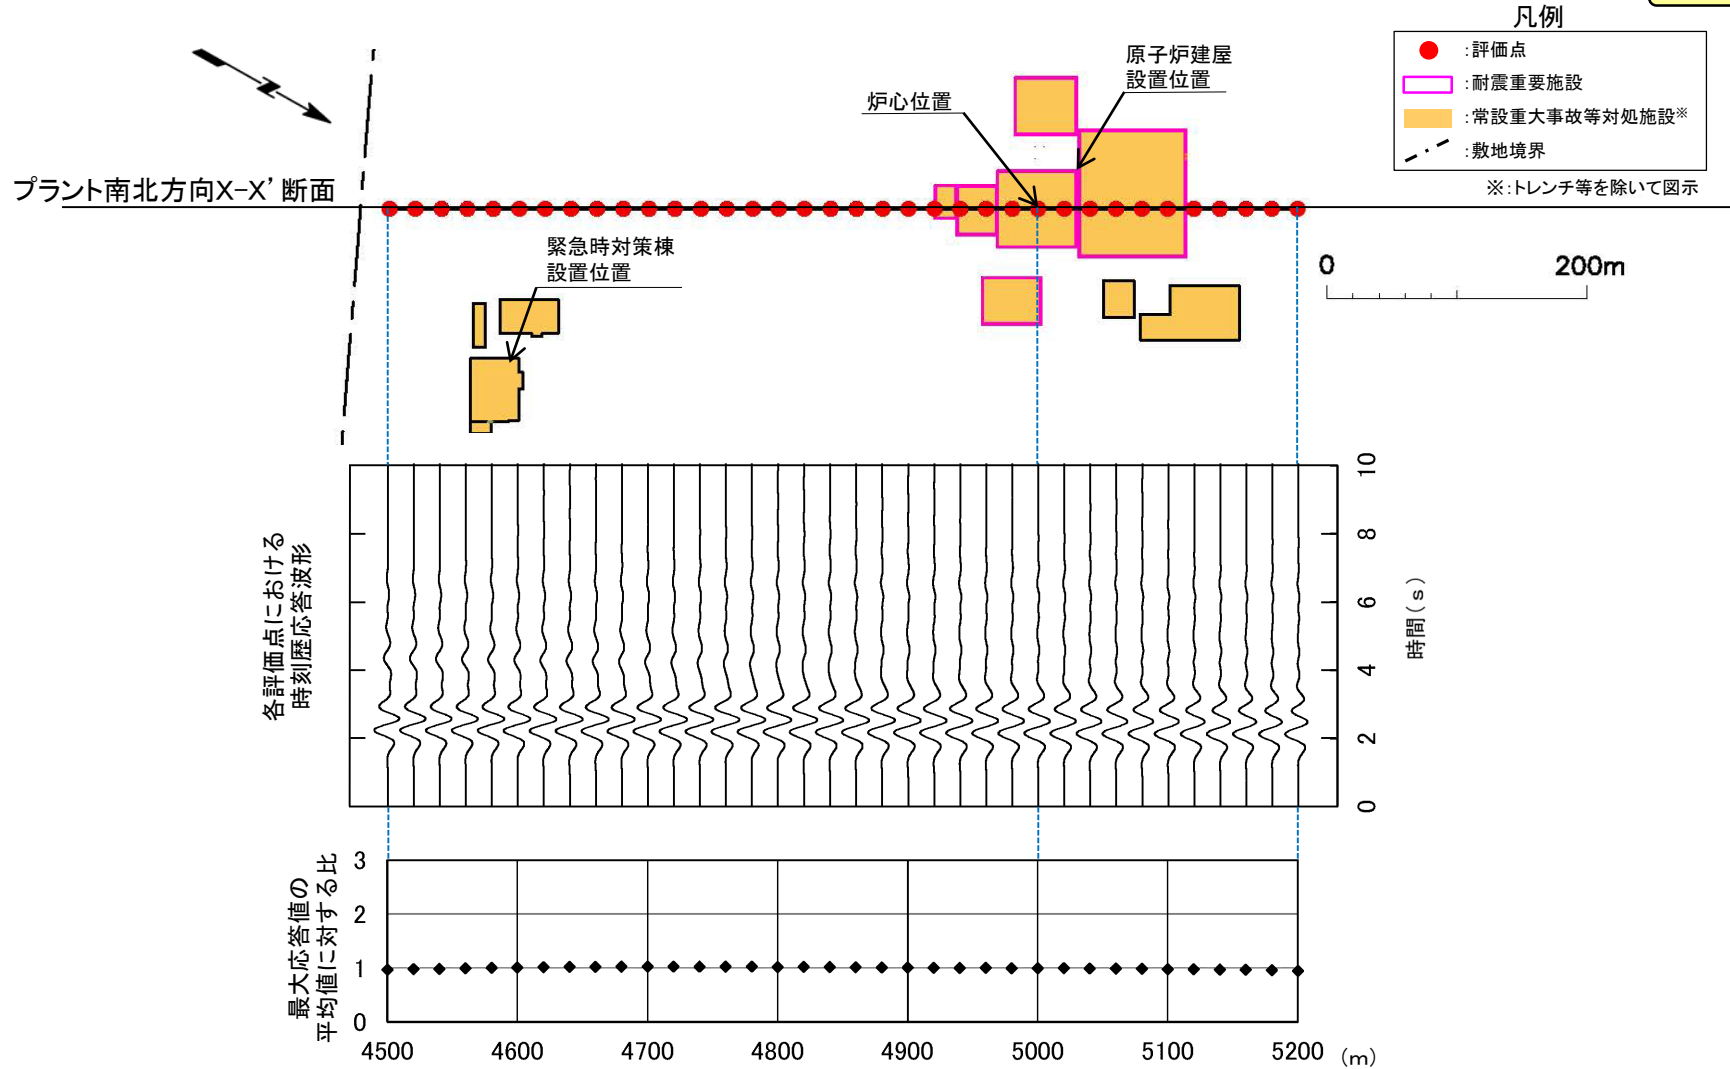 凡例
:評価点
:耐震重要施設
:常設重大事故等対処施設※
:敷地境界
※:トレンチ等を除いて図示
原子炉建屋
設置位置
炉心位置
プラント南北方向X-X’断面
緊急時対策棟
設置位置
0 200m
各評価点における
時刻歴応答波形
0 2 4 6 8 10
時間(s)
最大応答値の
平均値に対する比
3
2
1
0
4500 4600 4700 4800 4900 5000 5100 5200 (m)